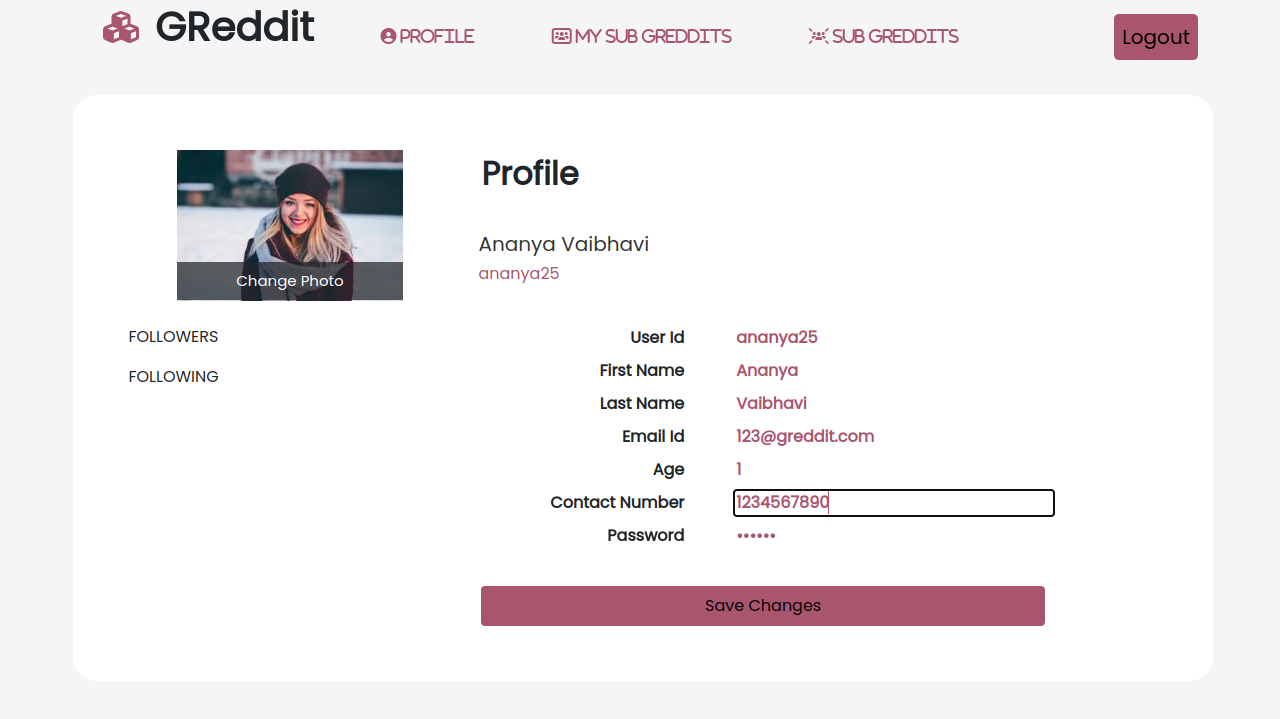 GReddit
PROFILE
MY SUB GREDDITS
SUB GREDDITS
Logout
Change Photo
FOLLOWERS
FOLLOWING
Profile
Ananya Vaibhavi
ananya25
User Id ananya25
First Name Ananya
Last Name Vaibhavi
Email Id 123@greddit.com
Age 1
Contact Number 1234567890
Password ••••••
Save Changes